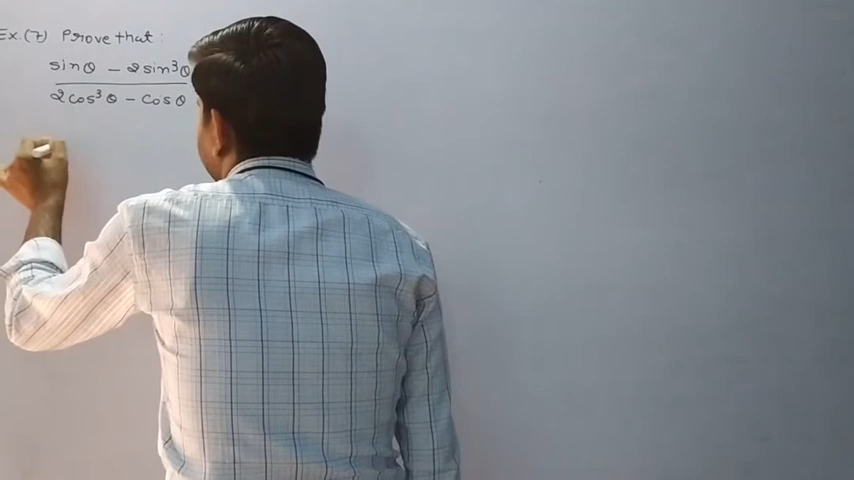 Ex.(7) Prove that:
sinθ - 2sin³θ
2cos³θ - cosθ